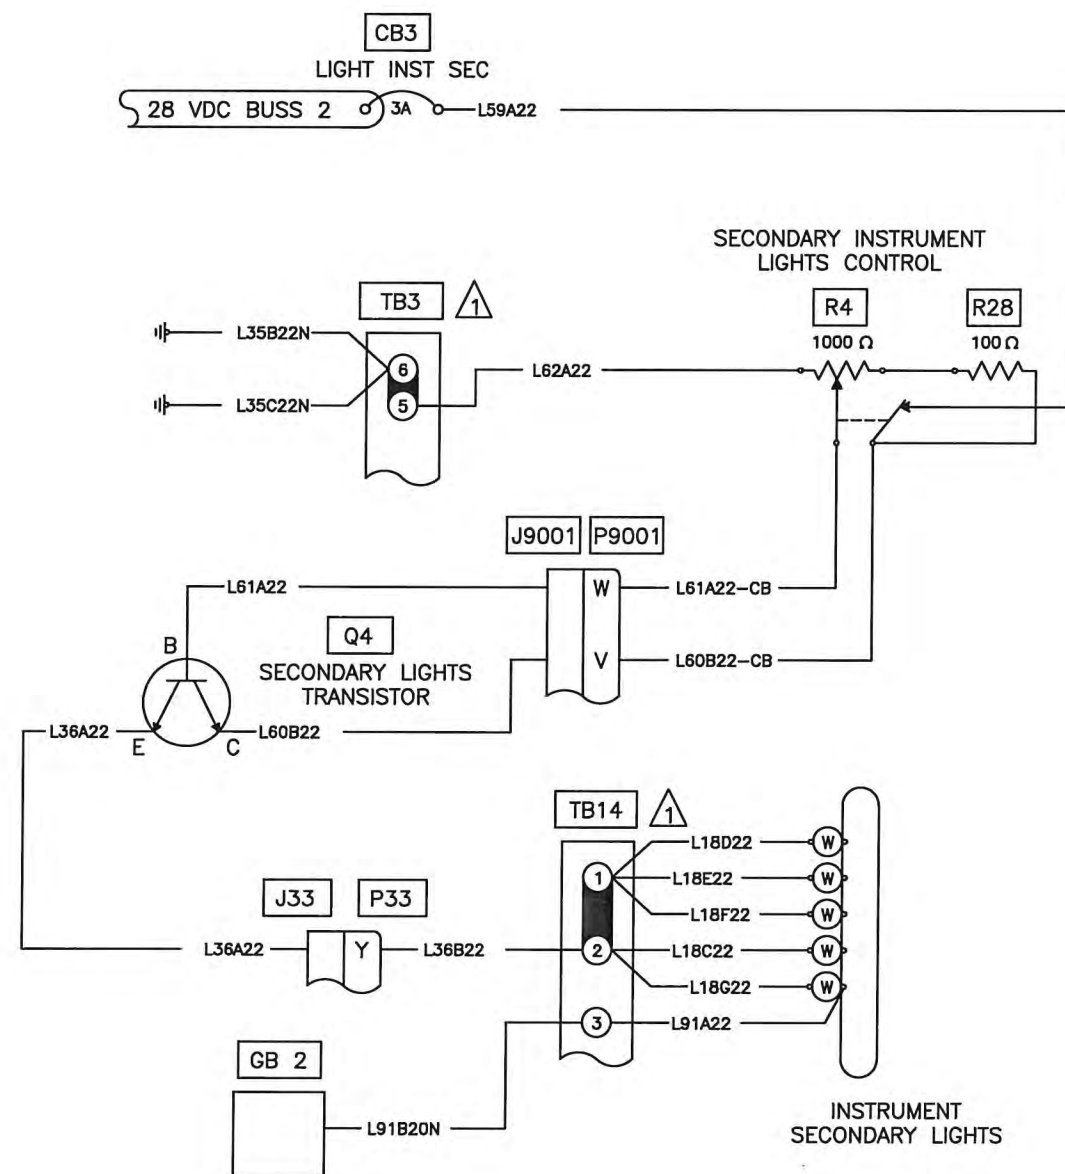 CB3
LIGHT INST SEC
28 VDC BUSS 2
3A
L59A22
SECONDARY INSTRUMENT
LIGHTS CONTROL
TB3
1
R4
R28
1000 Ω
100 Ω
L35B22N
6
L62A22
L35C22N
5
J9001
P9001
L61A22
W
L61A22-CB
B
Q4
SECONDARY LIGHTS
TRANSISTOR
V
L60B22-CB
L36A22
E
C
L60B22
TB14
1
L18D22
W
1
L18E22
W
J33
P33
L18F22
W
L36A22
Y
L36B22
2
L18C22
W
L18G22
W
3
L91A22
GB 2
L91B20N
INSTRUMENT
SECONDARY LIGHTS